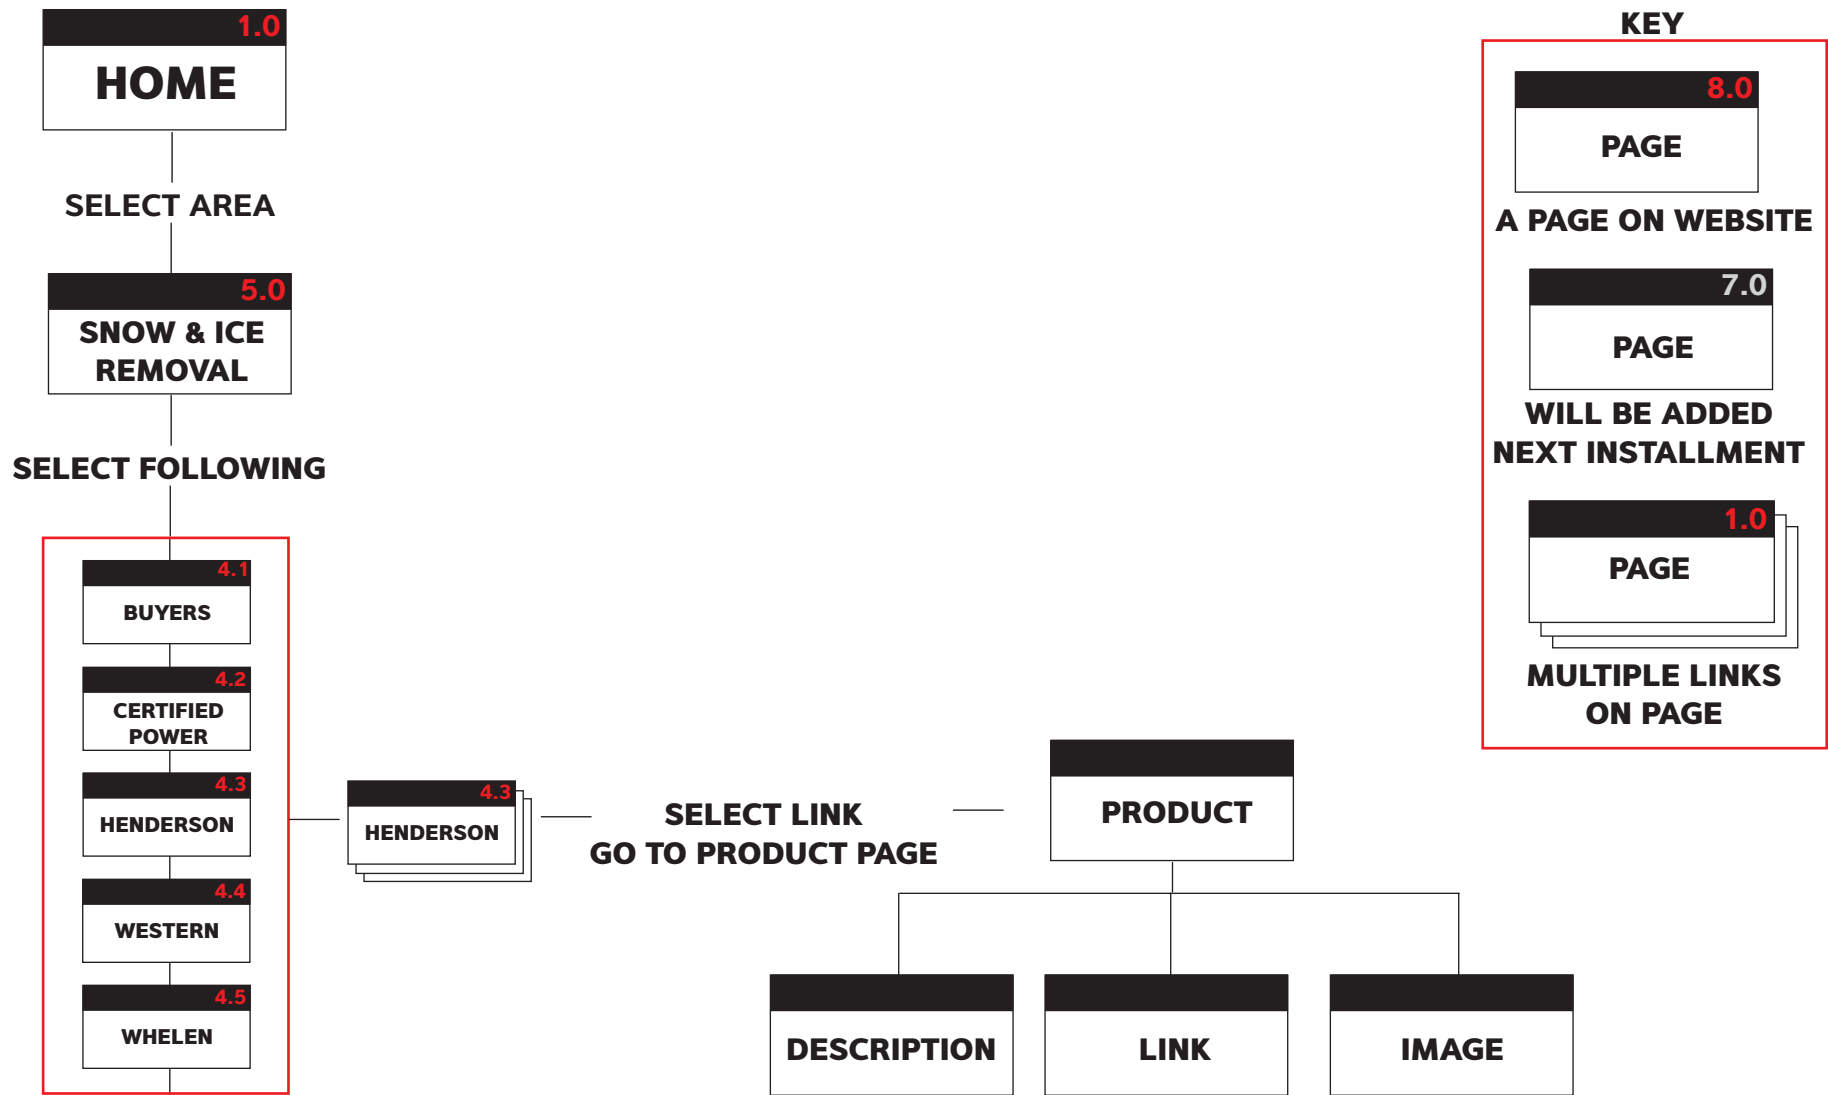 1.0
HOME
SELECT AREA
5.0
SNOW & ICE
REMOVAL
SELECT FOLLOWING
4.1
BUYERS
4.2
CERTIFIED
POWER
4.3
HENDERSON
4.4
WESTERN
4.5
WHELEN
4.3
HENDERSON
SELECT LINK
GO TO PRODUCT PAGE
PRODUCT
DESCRIPTION
LINK
IMAGE
KEY
8.0
PAGE
A PAGE ON WEBSITE
7.0
PAGE
WILL BE ADDED
NEXT INSTALLMENT
1.0
PAGE
MULTIPLE LINKS
ON PAGE